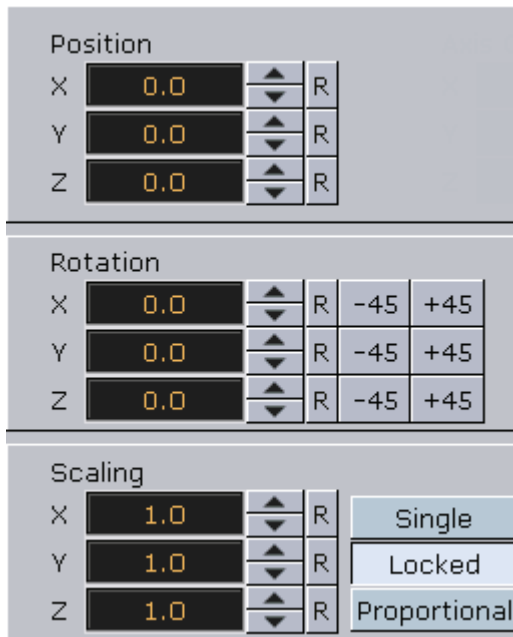 Position
X 0.0 R
Y 0.0 R
Z 0.0 R
Rotation
X 0.0 R -45 +45
Y 0.0 R -45 +45
Z 0.0 R -45 +45
Scaling
X 1.0 R Single
Y 1.0 R Locked
Z 1.0 R Proportional